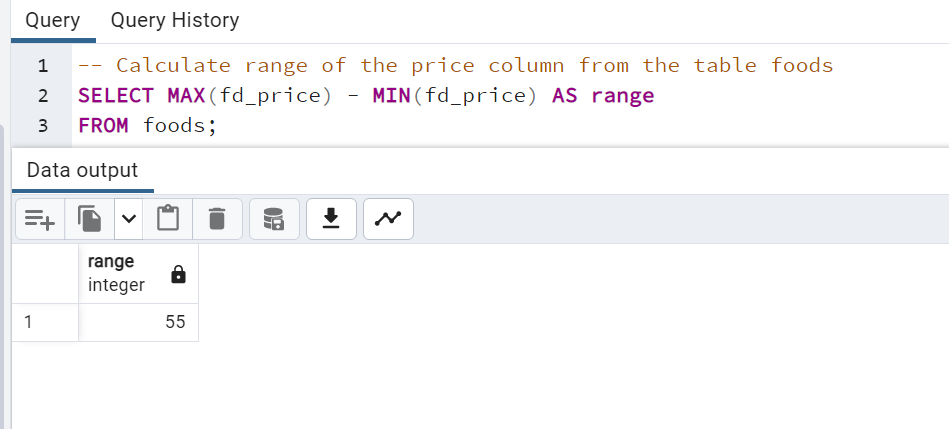 Query Query History
1 -- Calculate range of the price column from the table foods
2 SELECT MAX(fd_price) - MIN(fd_price) AS range
3 FROM foods;
Data output
range
integer
1 55